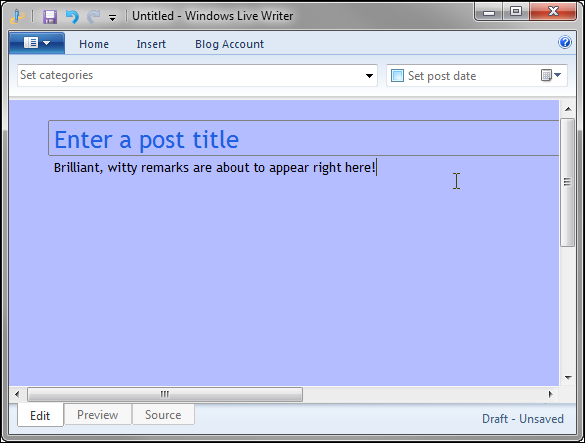 Untitled - Windows Live Writer
Home Insert Blog Account
Set categories Set post date
Enter a post title
Brilliant, witty remarks are about to appear right here!
Edit Preview Source Draft - Unsaved